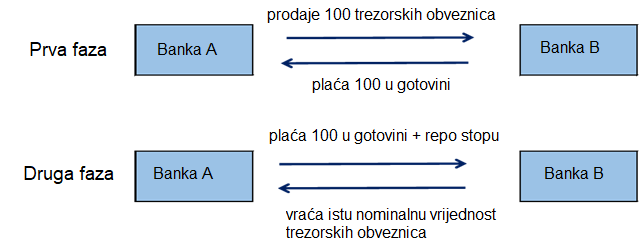 prodaje 100 trezorskih obveznica
Prva faza
Banka A
Banka B
plaća 100 u gotovini
plaća 100 u gotovini + repo stopu
Druga faza
Banka A
Banka B
vraća istu nominalnu vrijednost
trezorskih obveznica